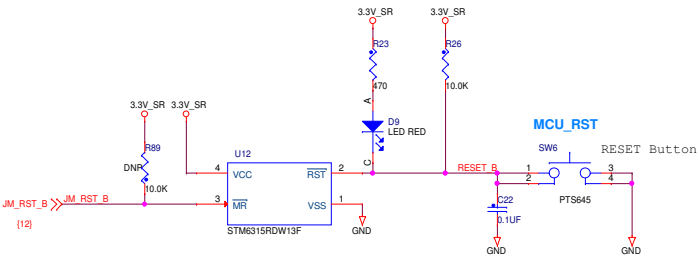 3.3V_SR
3.3V_SR
R23
R26
470
10.0K
3.3V_SR
3.3V_SR
A
D9
LED RED
MCU_RST
R89
U12
C
SW6
RESET Button
DNP
4
VCC
RST
2
RESET_B
1
3
2
4
10.0K
JM_RST_B
JM_RST_B
3
MR
VSS
1
PTS645
C22
{12}
STM6315RDW13F
GND
0.1UF
GND
GND